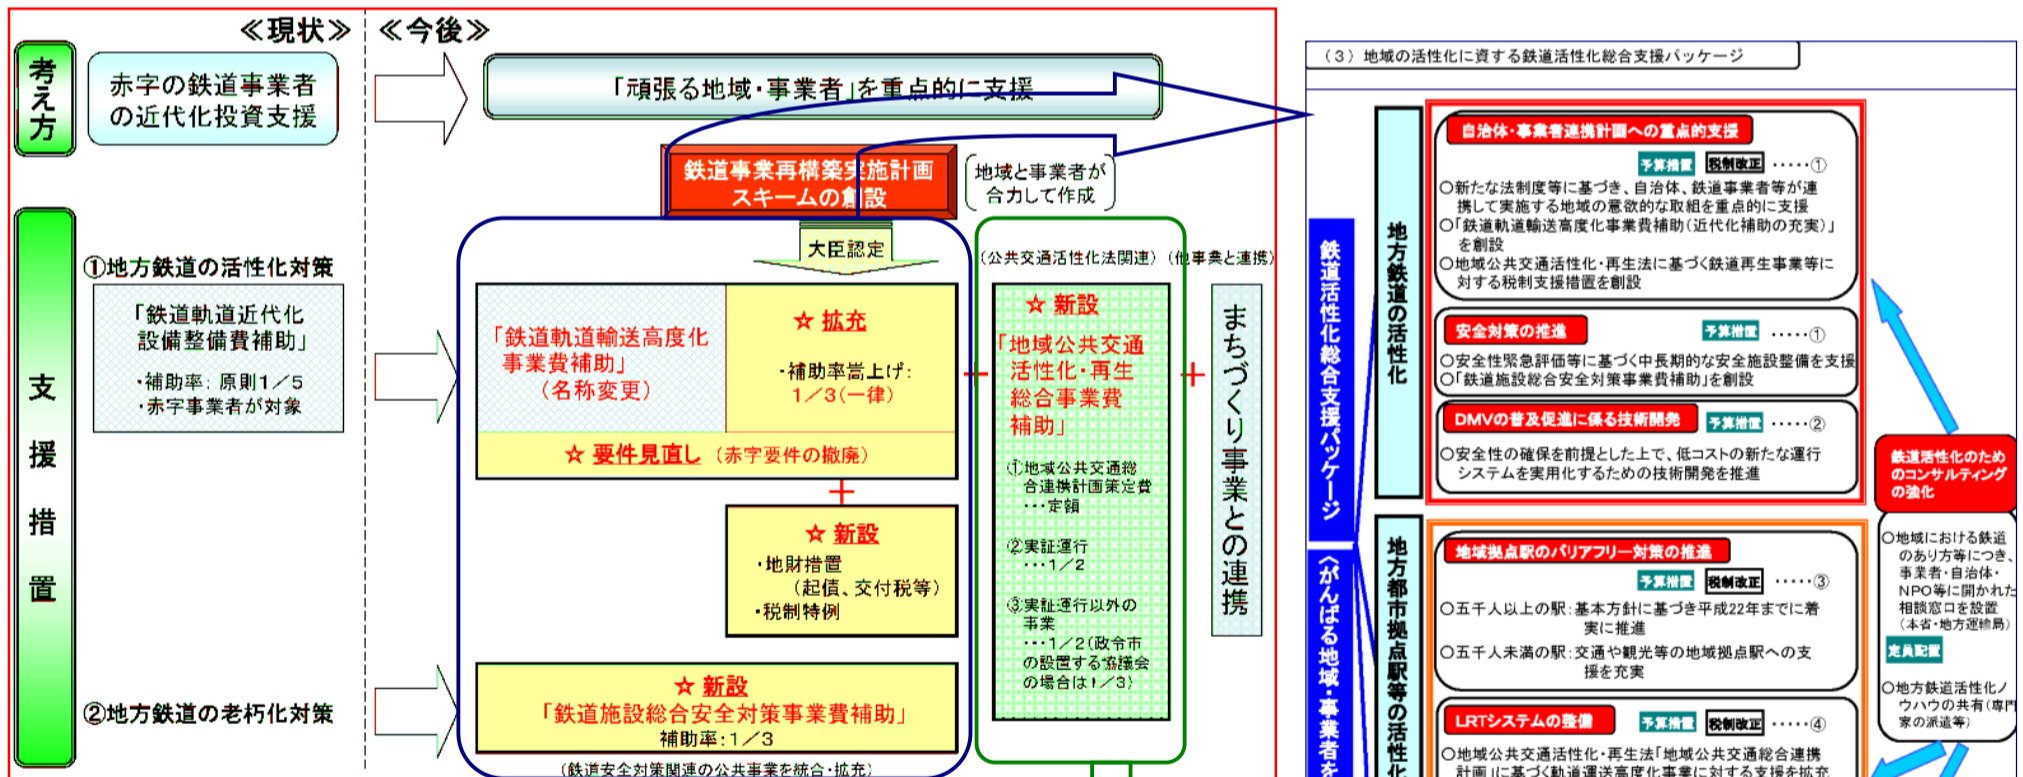 ≪現状≫
≪今後≫
考え方
赤字の鉄道事業者
の近代化投資支援
「頑張る地域・事業者」を重点的に支援
鉄道事業再構築実施計画
スキームの創設
地域と事業者が
合力して作成
大臣認定
支援措置
①地方鉄道の活性化対策
「鉄道軌道近代化
設備整備費補助」
・補助率：原則1／5
・赤字事業者が対象
「鉄道軌道輸送高度化
事業費補助」
（名称変更）
☆ 拡充
・補助率嵩上げ：
1／3(一律)
☆ 要件見直し（赤字要件の撤廃）
＋
☆ 新設
・地財措置
（起債、交付税等）
・税制特例
②地方鉄道の老朽化対策
☆ 新設
「鉄道施設総合安全対策事業費補助」
補助率：1／3
（鉄道安全対策関連の公共事業を統合・拡充）
＋
（公共交通活性化法関連）
☆ 新設
「地域公共交通
活性化・再生
総合事業費
補助」
①地域公共交通総
合連携計画策定費
・・・定額
②実証運行
・・・1／2
③実証運行以外の
事業
・・・1／2(政令市
の設置する協議会
の場合は1／3)
＋
（他事業と連携）
まちづくり事業との連携
（3）地域の活性化に資する鉄道活性化総合支援パッケージ
鉄道活性化総合支援パッケージ
〈がんばる地域・事業者を
地方鉄道の活性化
自治体・事業者連携計画への重点的支援
予算措置 税制改正 ・・・・・①
○新たな法制度等に基づき、自治体、鉄道事業者等が連
携して実施する地域の意欲的な取組を重点的に支援
○「鉄道軌道輸送高度化事業費補助(近代化補助の充実)」
を創設
○地域公共交通活性化・再生法に基づく鉄道再生事業等に
対する税制支援措置を創設
安全対策の推進
予算措置 ・・・・・①
○安全性緊急評価等に基づく中長期的な安全施設整備を支援
○「鉄道施設総合安全対策事業費補助」を創設
DMVの普及促進に係る技術開発
予算措置 ・・・・・②
○安全性の確保を前提とした上で、低コストの新たな運行
システムを実用化するための技術開発を推進
地方都市拠点駅等の活性化
地域拠点駅のバリアフリー対策の推進
予算措置 税制改正 ・・・・・③
○五千人以上の駅：基本方針に基づき平成22年までに着
実に推進
○五千人未満の駅：交通や観光等の地域拠点駅への支
援を充実
LRTシステムの整備
予算措置 税制改正 ・・・・・④
○地域公共交通活性化・再生法「地域公共交通総合連携
計画」に基づく軌道運送高度化事業に対する支援を拡充
鉄道活性化のため
のコンサルティング
の強化
○地域における鉄道
のあり方等につき、
事業者・自治体・
NPO等に開かれた
相談窓口を設置
（本省・地方運輸局）
定員配置
○地方鉄道活性化ノ
ウハウの共有(専門
家の派遣等)